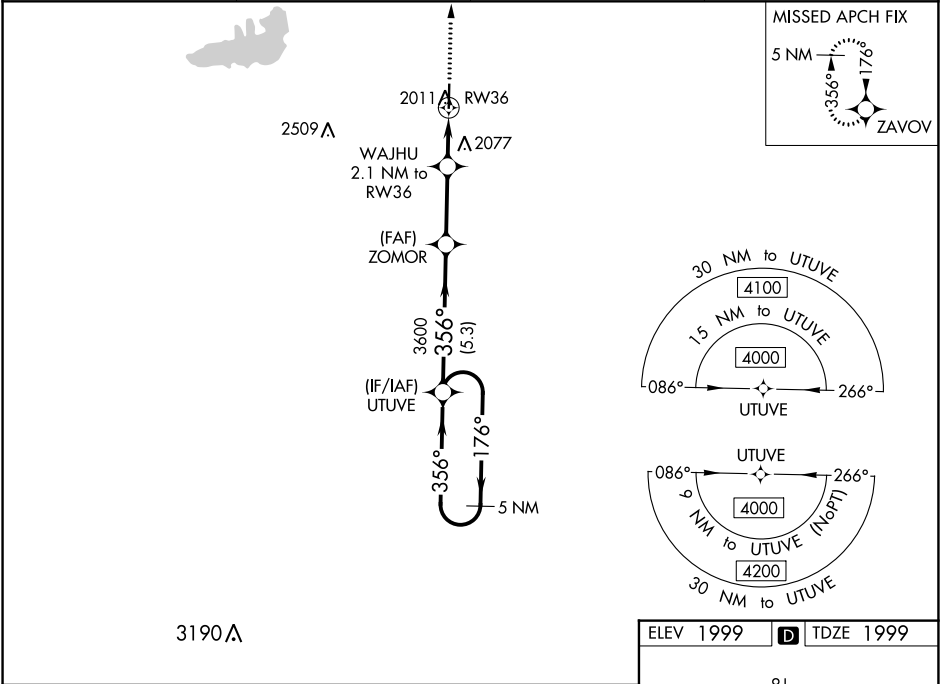 MISSED APCH FIX
5 NM
356°
176°
ZAVOV
2011
RW36
2509
2077
WAJHU
2.1 NM to
RW36
(FAF)
ZOMOR
3600
356°
(5.3)
(IF/IAF)
UTUVE
356°
176°
5 NM
3190
30 NM to UTUVE
4100
15 NM to UTUVE
4000
086°
266°
UTUVE
UTUVE
086°
266°
4000
9 NM to UTUVE (NoPT)
4200
30 NM to UTUVE
ELEV 1999
D
TDZE 1999